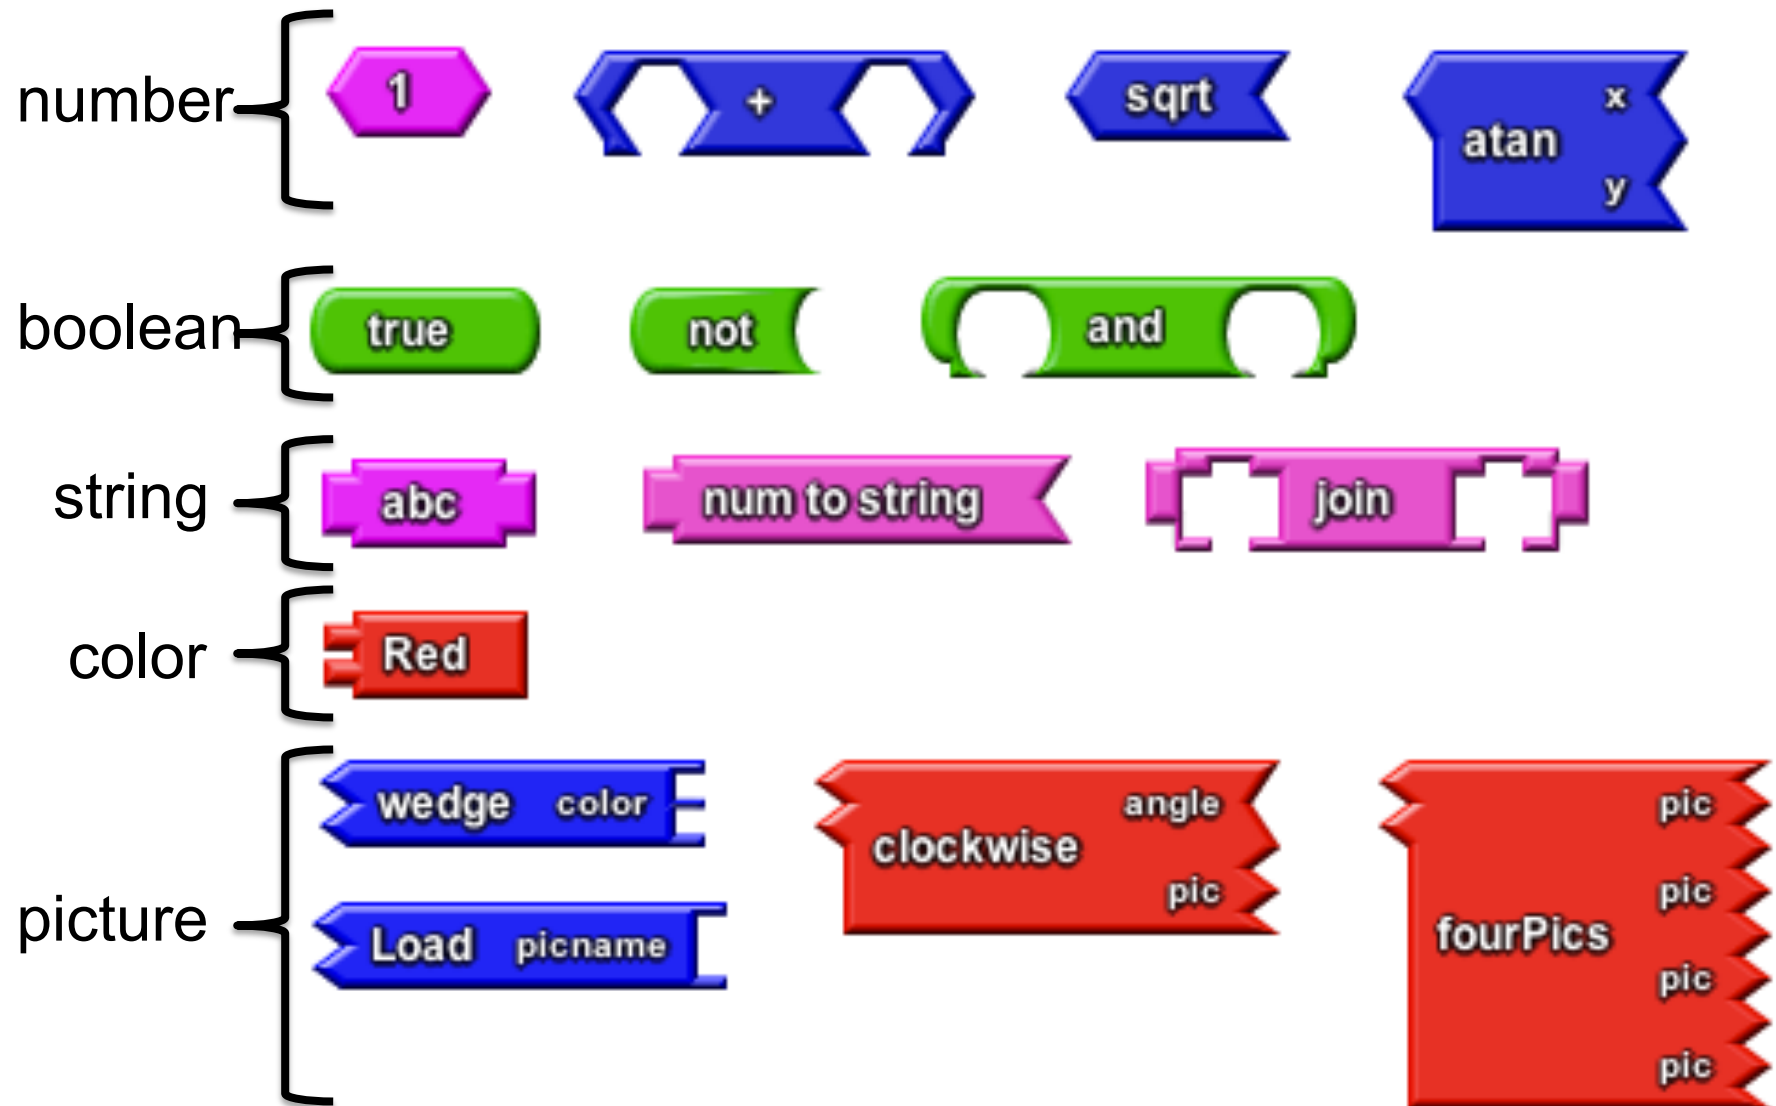 number
1
+
sqrt
atan
x
y
boolean
true
not
and
string
abc
num to string
join
color
Red
picture
wedge color
Load picname
clockwise
angle
pic
fourPics
pic
pic
pic
pic